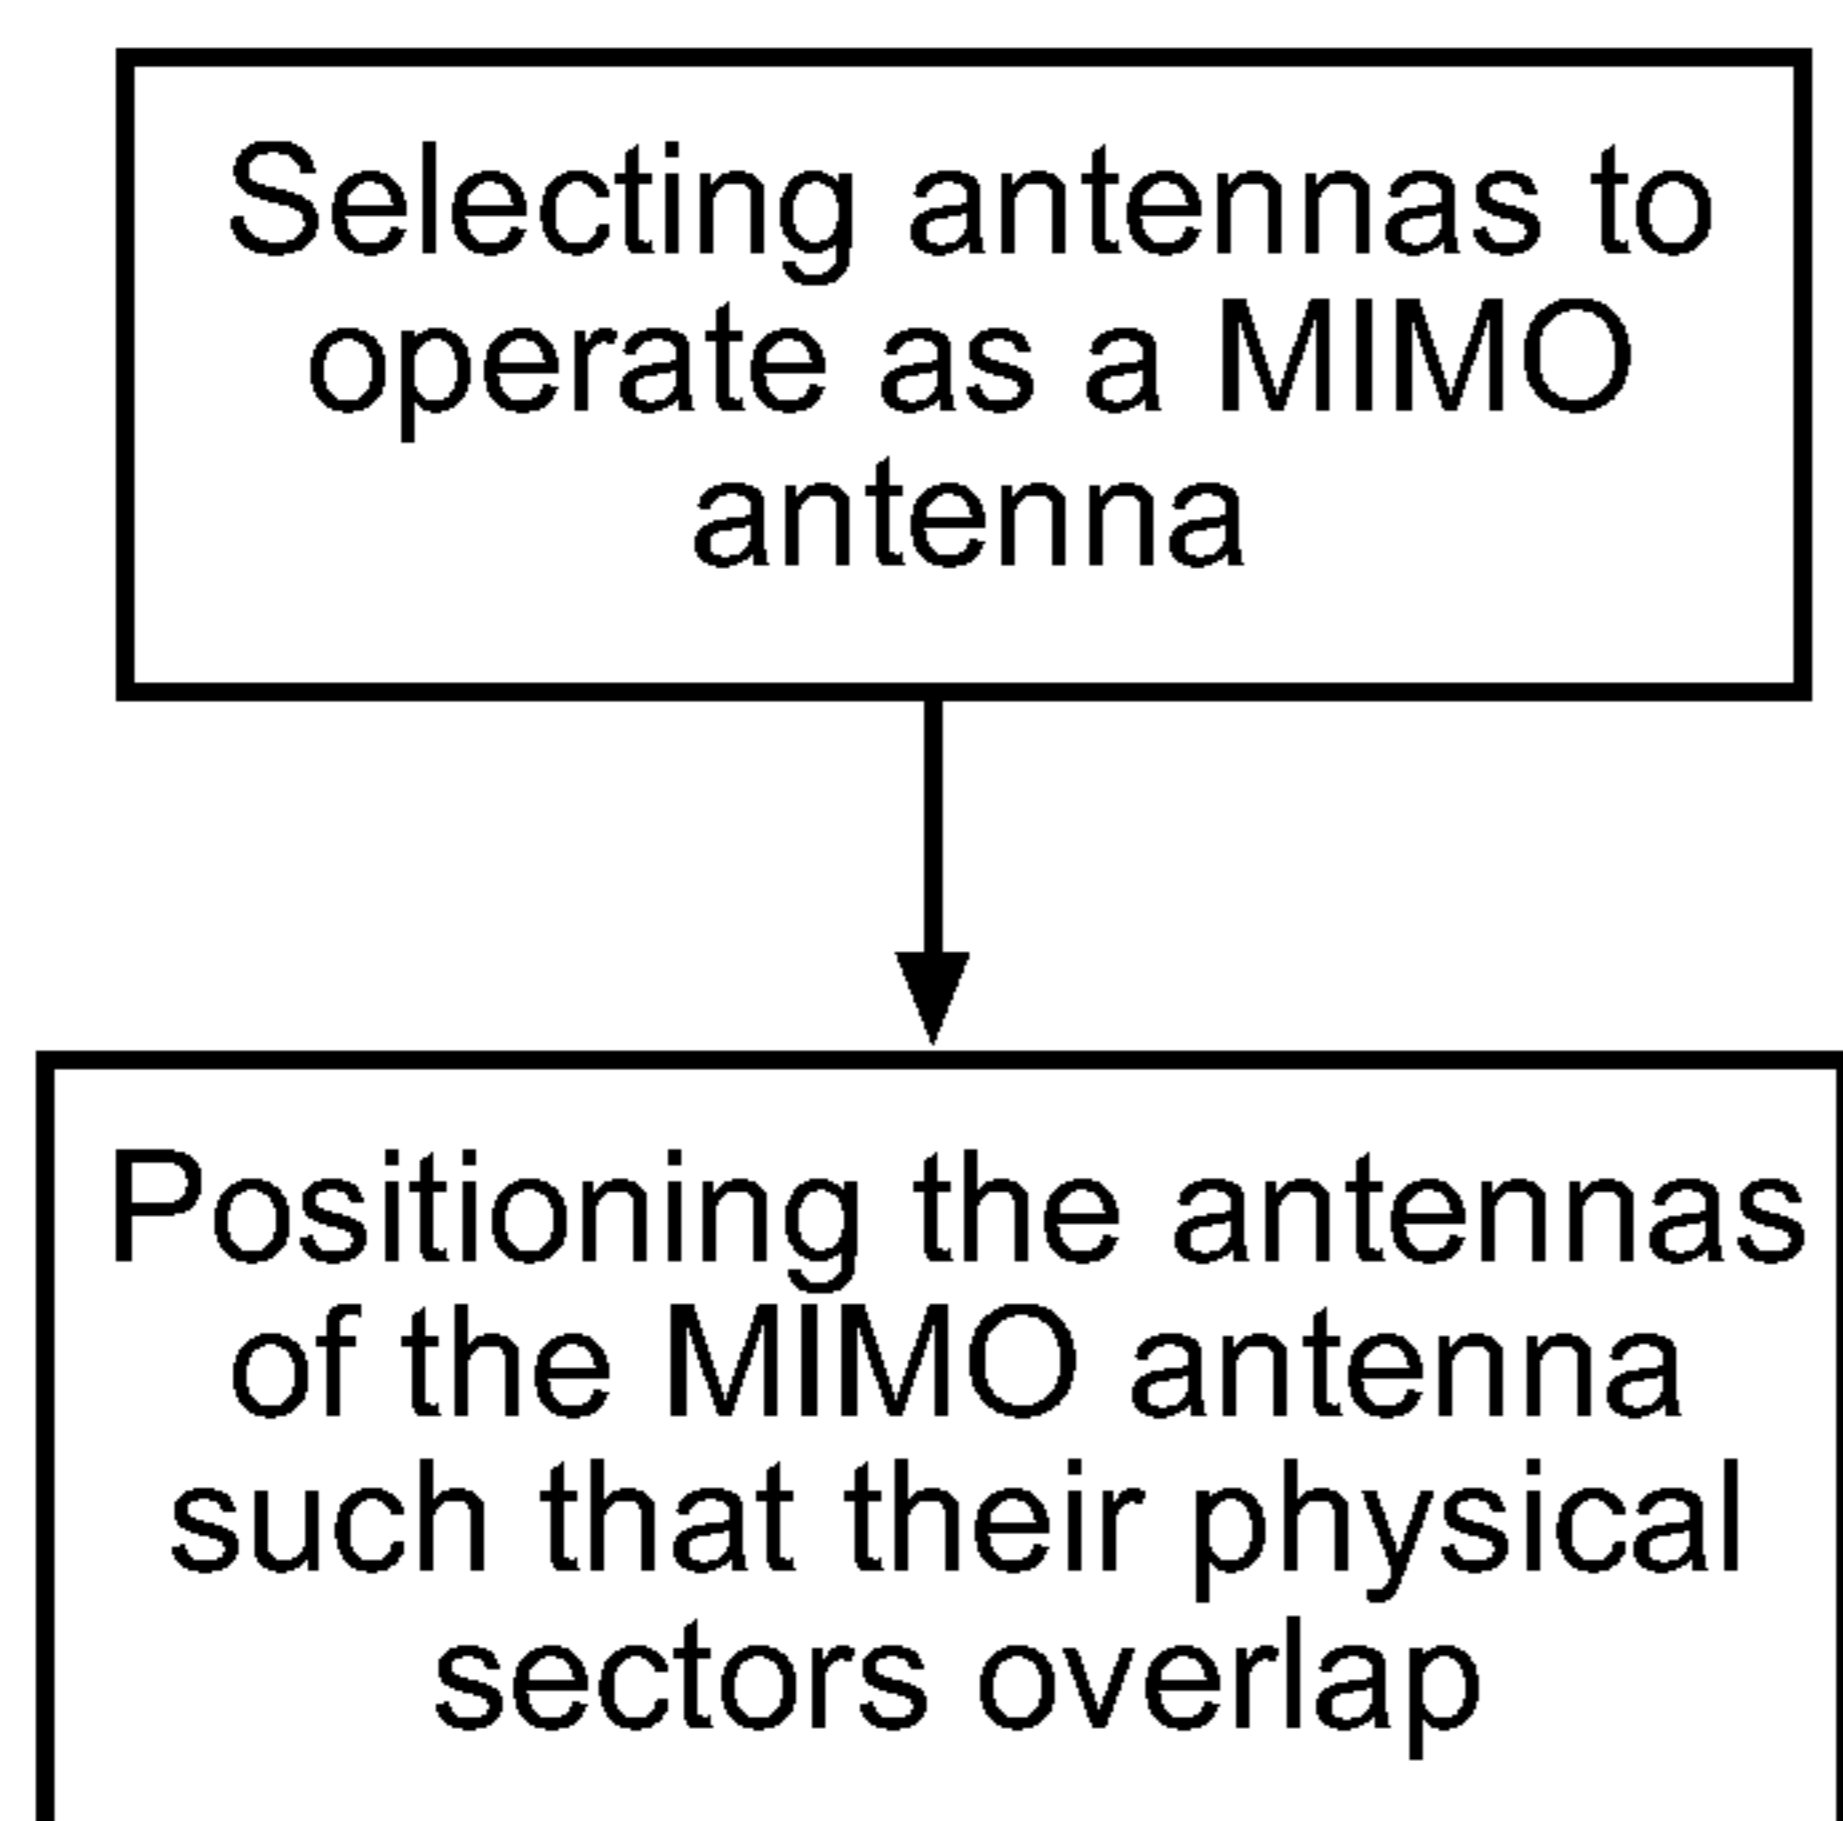 Selecting antennas to
operate as a MIMO
antenna
Positioning the antennas
of the MIMO antenna
such that their physical
sectors overlap